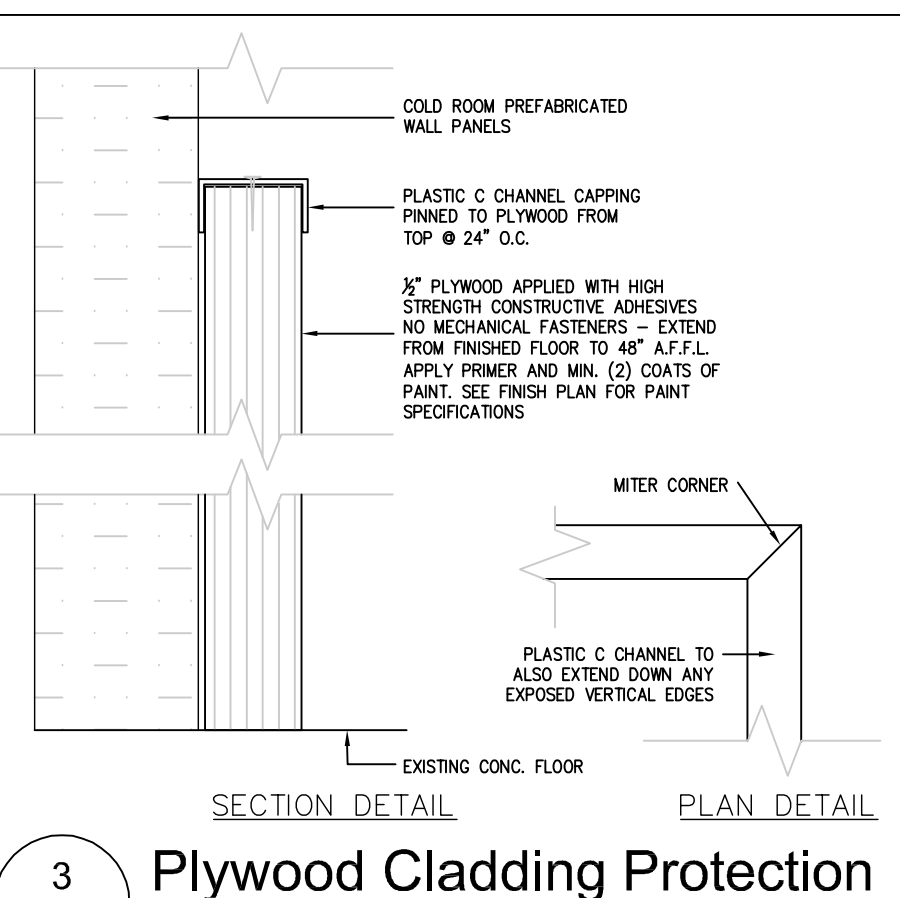 COLD ROOM PREFABRICATED
WALL PANELS
PLASTIC C CHANNEL CAPPING
PINNED TO PLYWOOD FROM
TOP @ 24" O.C.
½" PLYWOOD APPLIED WITH HIGH
STRENGTH CONSTRUCTIVE ADHESIVES
NO MECHANICAL FASTENERS – EXTEND
FROM FINISHED FLOOR TO 48" A.F.F.L.
APPLY PRIMER AND MIN. (2) COATS OF
PAINT. SEE FINISH PLAN FOR PAINT
SPECIFICATIONS
MITER CORNER
PLASTIC C CHANNEL TO
ALSO EXTEND DOWN ANY
EXPOSED VERTICAL EDGES
EXISTING CONC. FLOOR
SECTION DETAIL
PLAN DETAIL
3
Plywood Cladding Protection